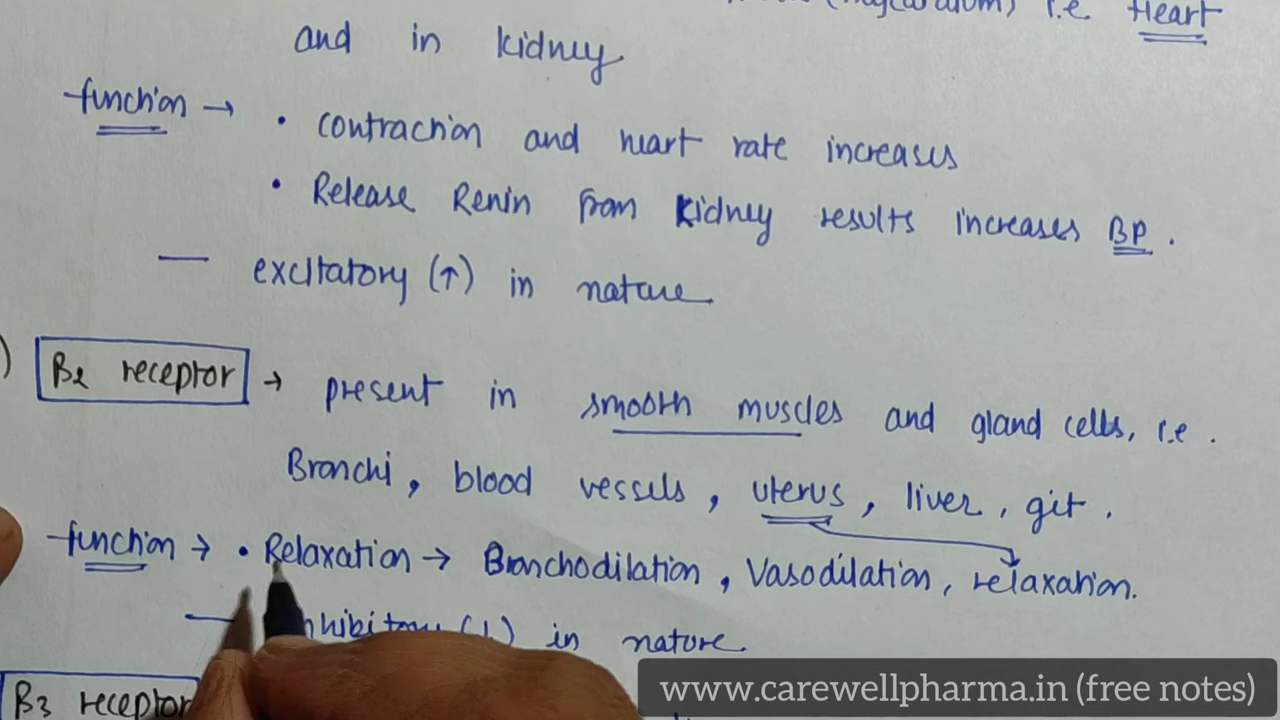 i.e Heart
and in kidney
function → • contraction and heart rate increases
• Release Renin from kidney results increases BP.
— excitatory (↑) in nature
) B2 receptor → present in smooth muscles and gland cells, i.e.
Bronchi, blood vessels, uterus, liver, git.
function → • Relaxation → Bronchodilation, Vasodilation, relaxation.
— inhibitory (↓) in nature.
B3 receptor
www.carewellpharma.in (free notes)